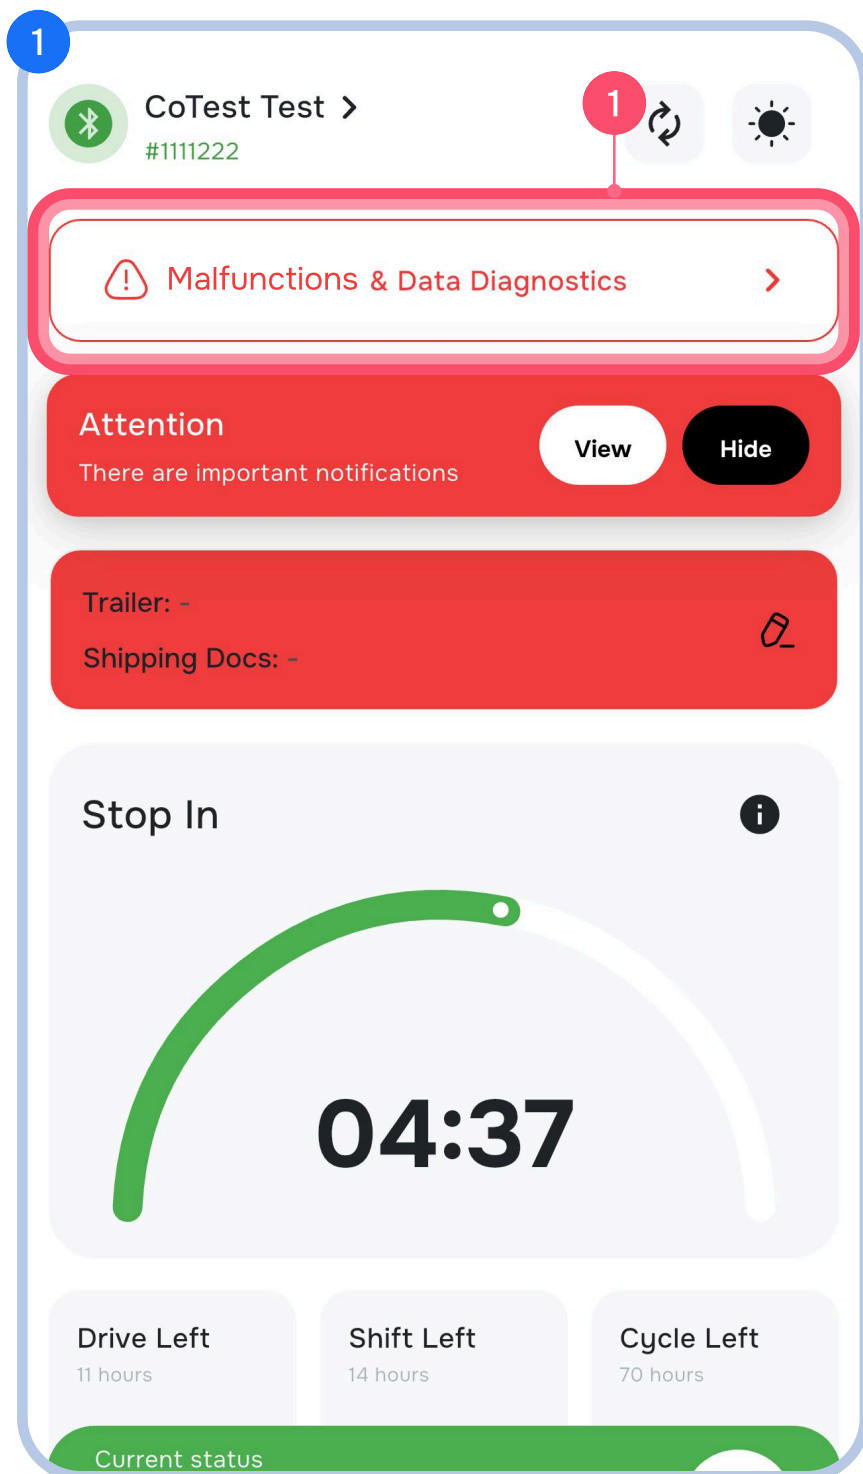 1
CoTest Test
#1111222
1
Malfunctions & Data Diagnostics
Attention
There are important notifications
View
Hide
Trailer: -
Shipping Docs: -
Stop In
04:37
Drive Left
11 hours
Shift Left
14 hours
Cycle Left
70 hours
Current status